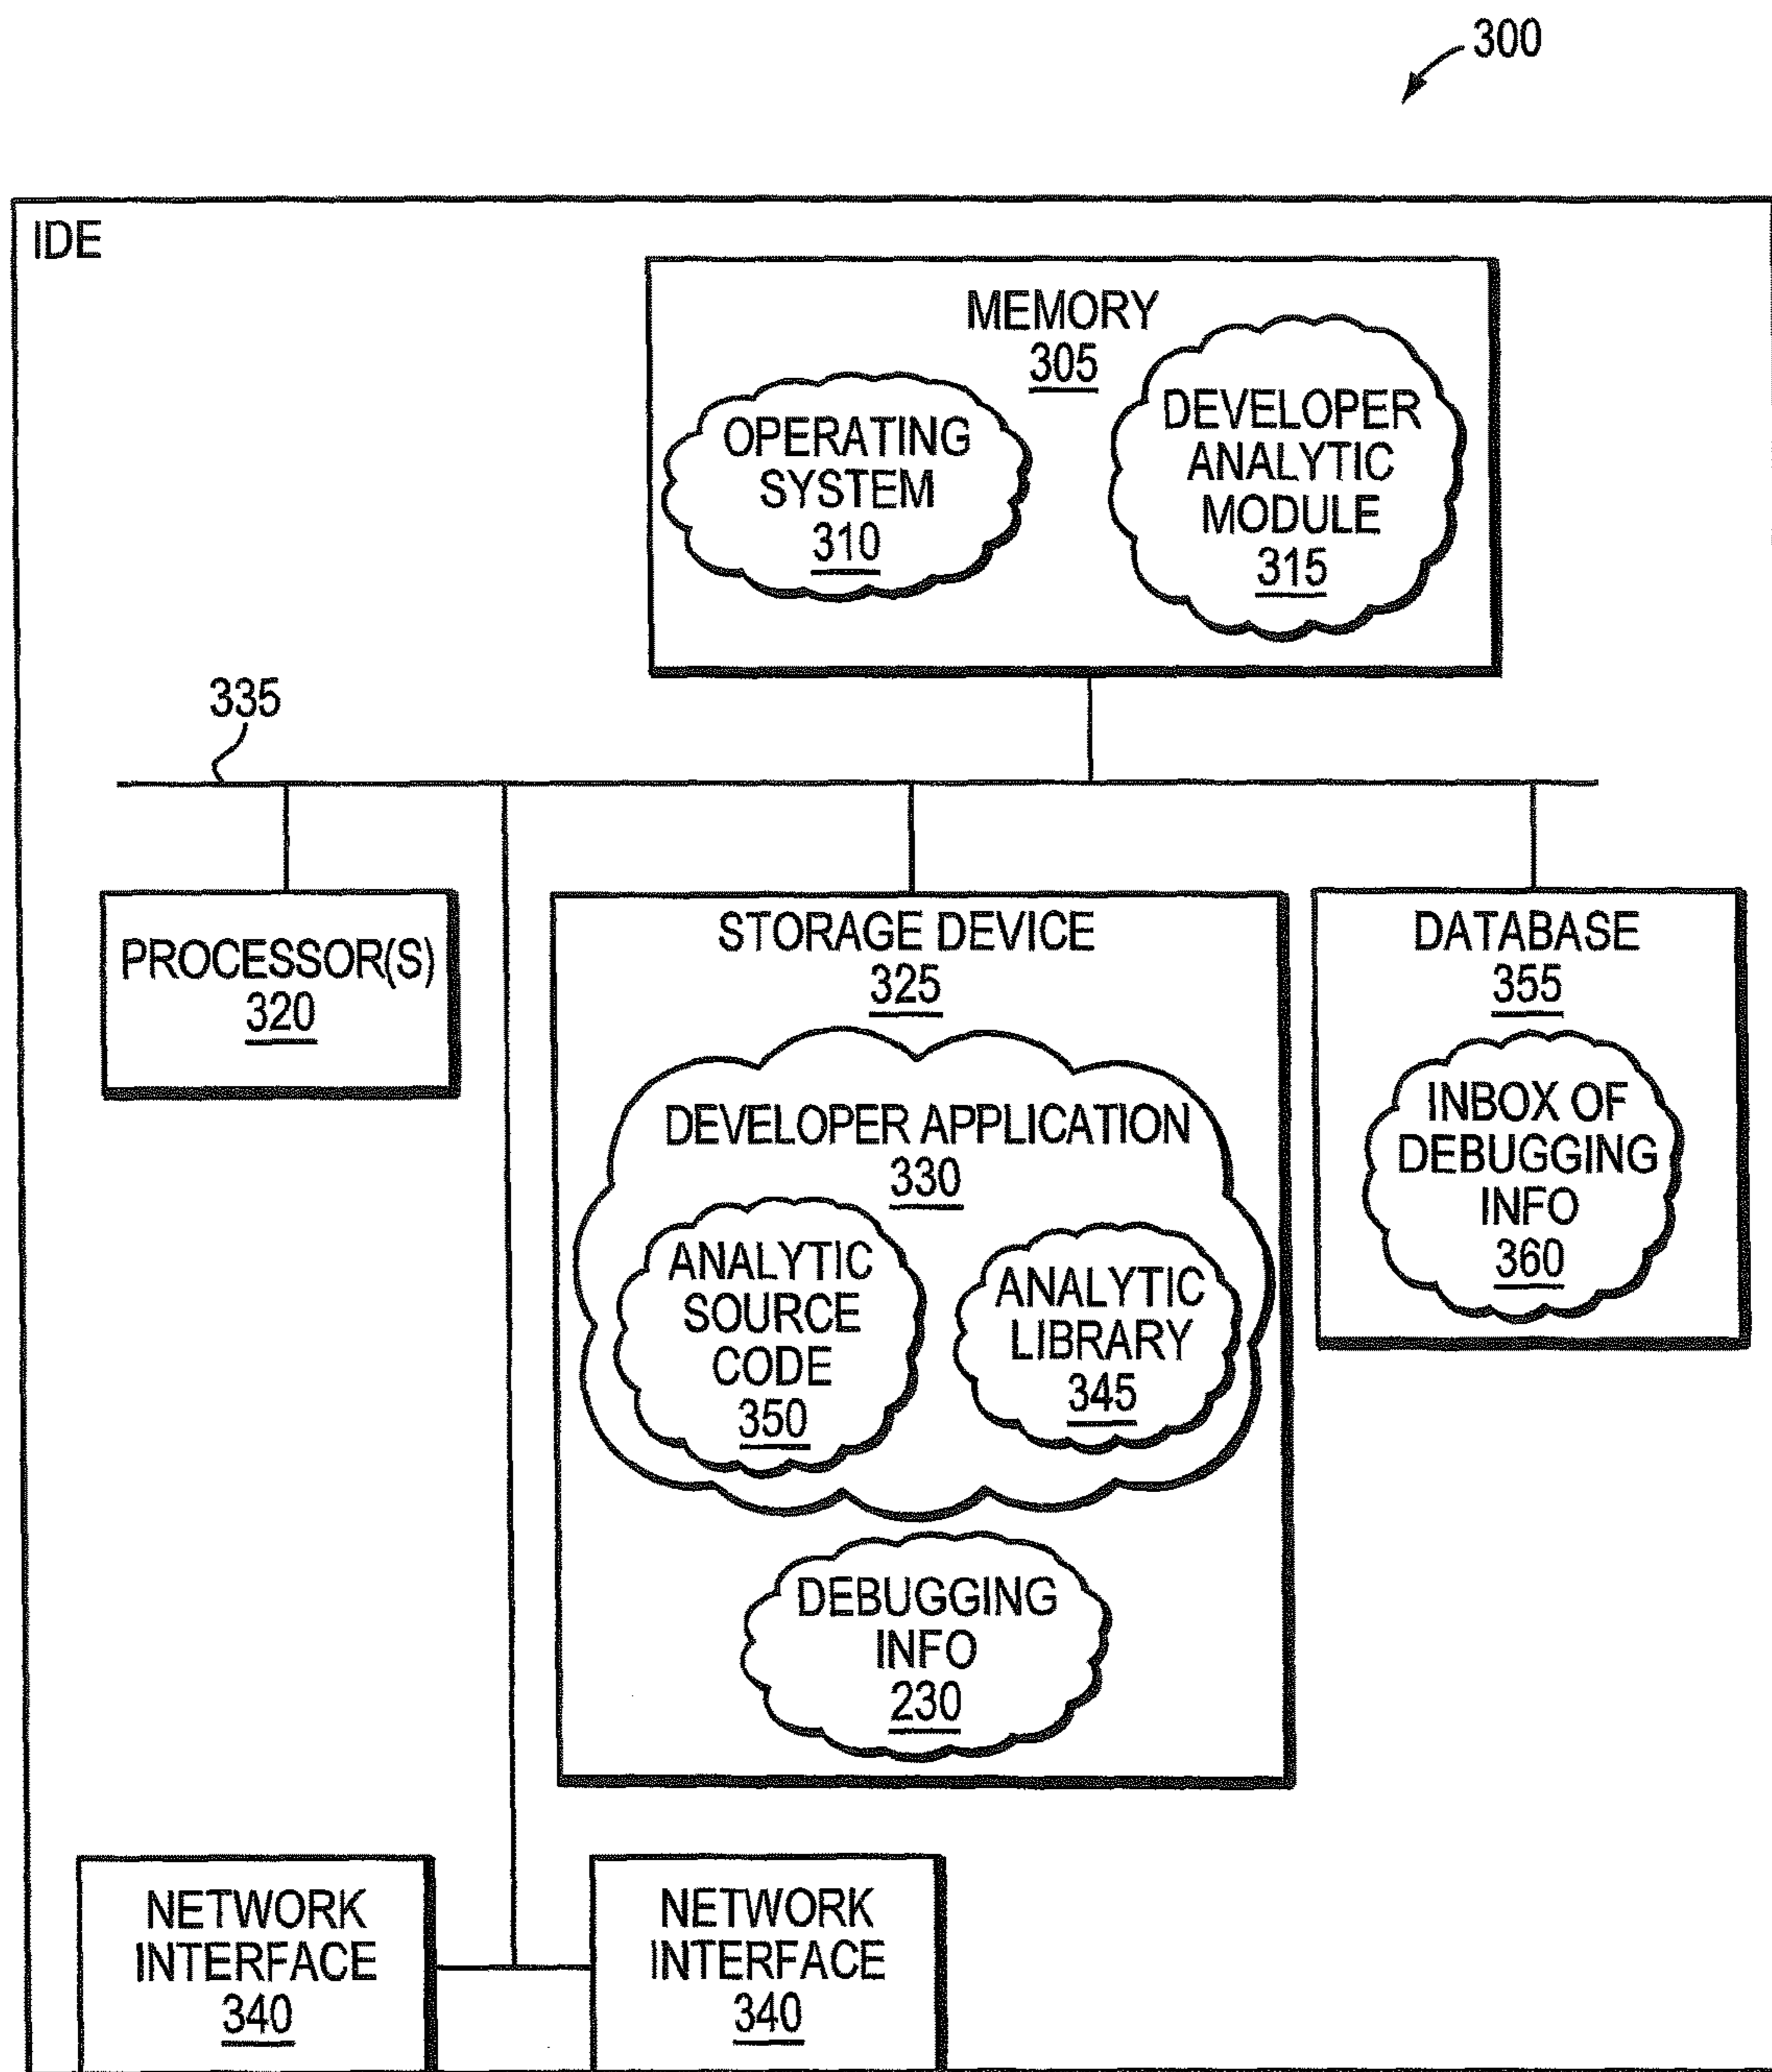 300
IDE
MEMORY
305
OPERATING
SYSTEM
310
DEVELOPER
ANALYTIC
MODULE
315
335
PROCESSOR(S)
320
STORAGE DEVICE
325
DEVELOPER APPLICATION
330
ANALYTIC
SOURCE
CODE
350
ANALYTIC
LIBRARY
345
DEBUGGING
INFO
230
DATABASE
355
INBOX OF
DEBUGGING
INFO
360
NETWORK
INTERFACE
340
NETWORK
INTERFACE
340